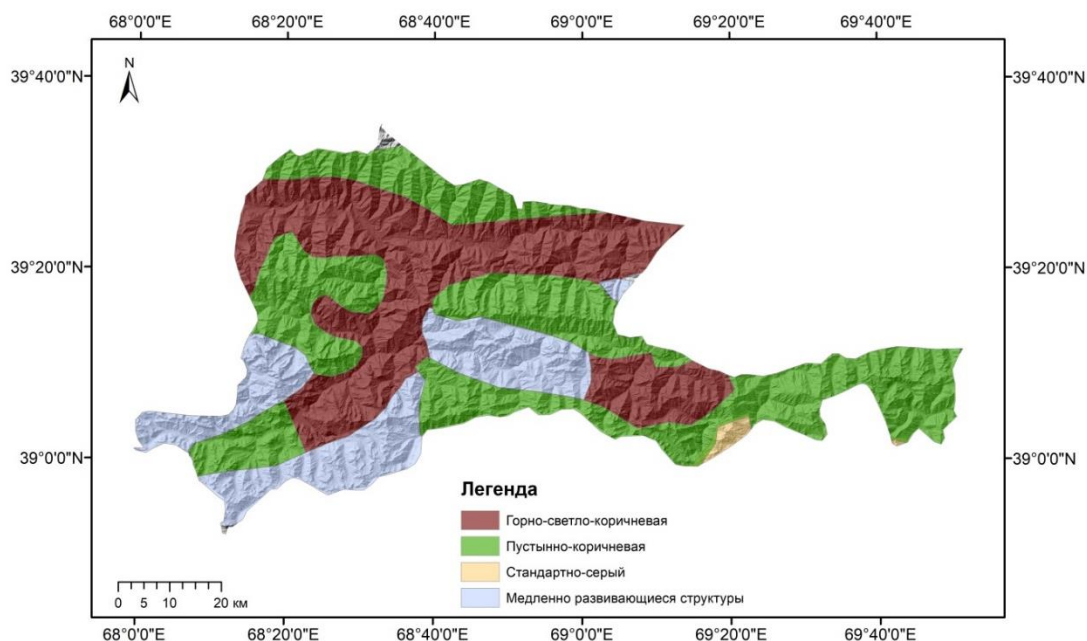 68°0'0"E 68°20'0"E 68°40'0"E 69°0'0"E 69°20'0"E 69°40'0"E
N
39°40'0"N 39°40'0"N
39°20'0"N 39°20'0"N
39°0'0"N 39°0'0"N
Легенда
Горно-светло-коричневая
Пустынно-коричневая
Стандартно-серый
Медленно развивающиеся структуры
0 5 10 20 км
68°0'0"E 68°20'0"E 68°40'0"E 69°0'0"E 69°20'0"E 69°40'0"E